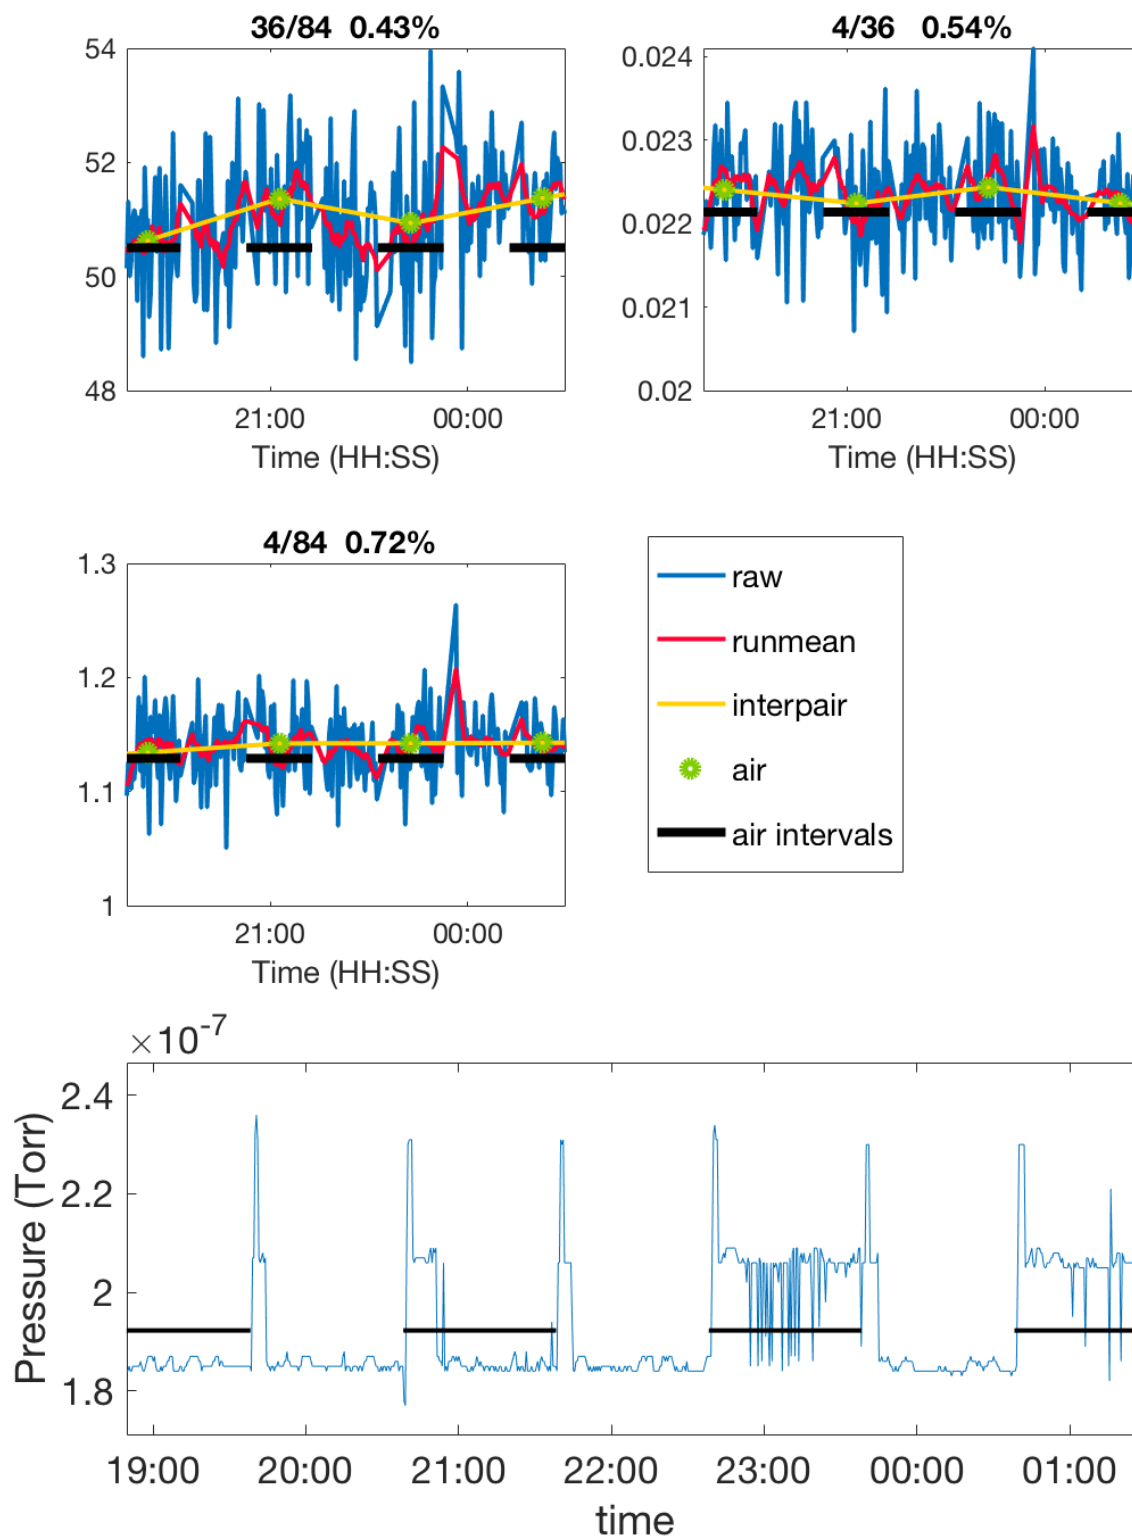 36/84 0.43%
54
52
50
48
21:00 00:00
Time (HH:SS)
4/36 0.54%
0.024
0.023
0.022
0.021
0.02
21:00 00:00
Time (HH:SS)
4/84 0.72%
1.3
1.2
1.1
1
21:00 00:00
Time (HH:SS)
raw
runmean
interpair
air
air intervals
×10-7
2.4
2.2
2
1.8
Pressure (Torr)
19:00 20:00 21:00 22:00 23:00 00:00 01:00
time